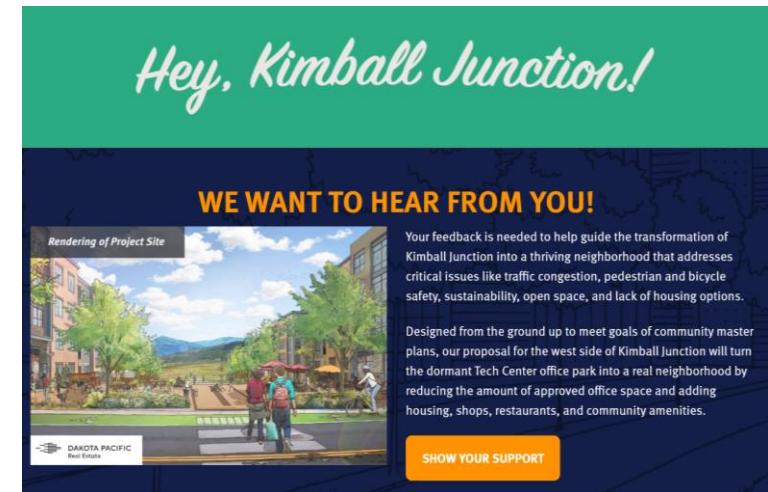 Hey, Kimball Junction!
WE WANT TO HEAR FROM YOU!
Rendering of Project Site
Your feedback is needed to help guide the transformation of
Kimball Junction into a thriving neighborhood that addresses
critical issues like traffic congestion, pedestrian and bicycle
safety, sustainability, open space, and lack of housing options.
Designed from the ground up to meet goals of community master
plans, our proposal for the west side of Kimball Junction will turn
the dormant Tech Center office park into a real neighborhood by
reducing the amount of approved office space and adding
housing, shops, restaurants, and community amenities.
DAKOTA PACIFIC
Real Estate
SHOW YOUR SUPPORT